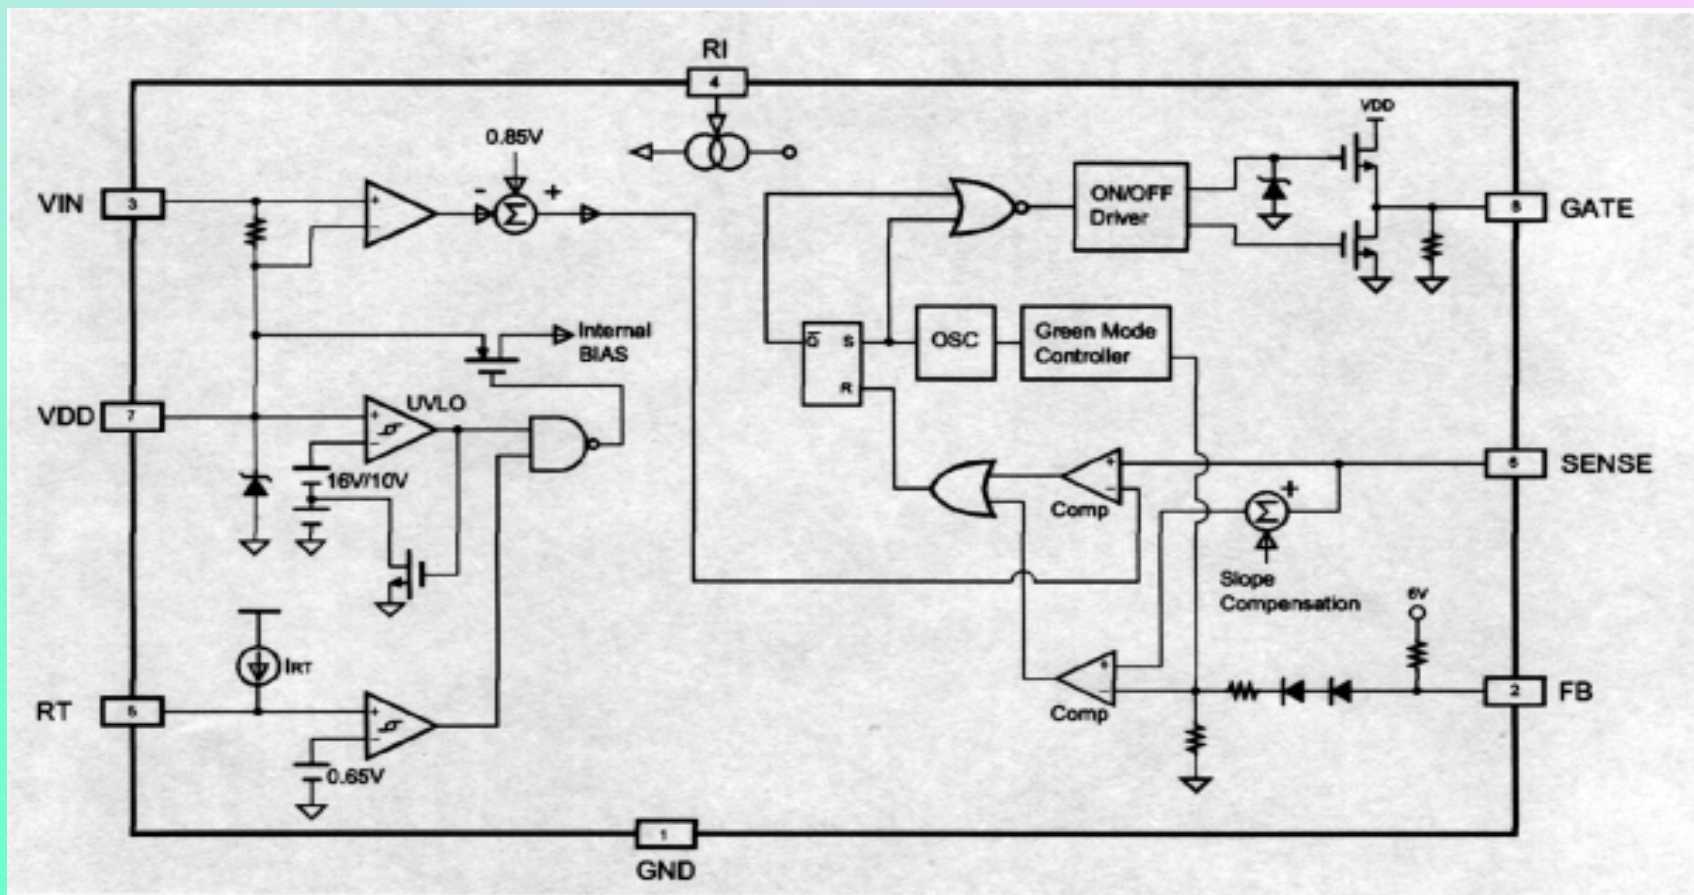 RI
4
VDD
0.85V
-
+
VIN
3
+
-
Σ
ON/OFF
Driver
8
GATE
Internal
BIAS
Q
S
R
OSC
Green Mode
Controller
VDD
7
+
-
UVLO
16V/10V
+
-
Comp
6
SENSE
+
Σ
Slope
Compensation
6V
IRT
RT
5
+
-
0.65V
+
-
Comp
2
FB
1
GND